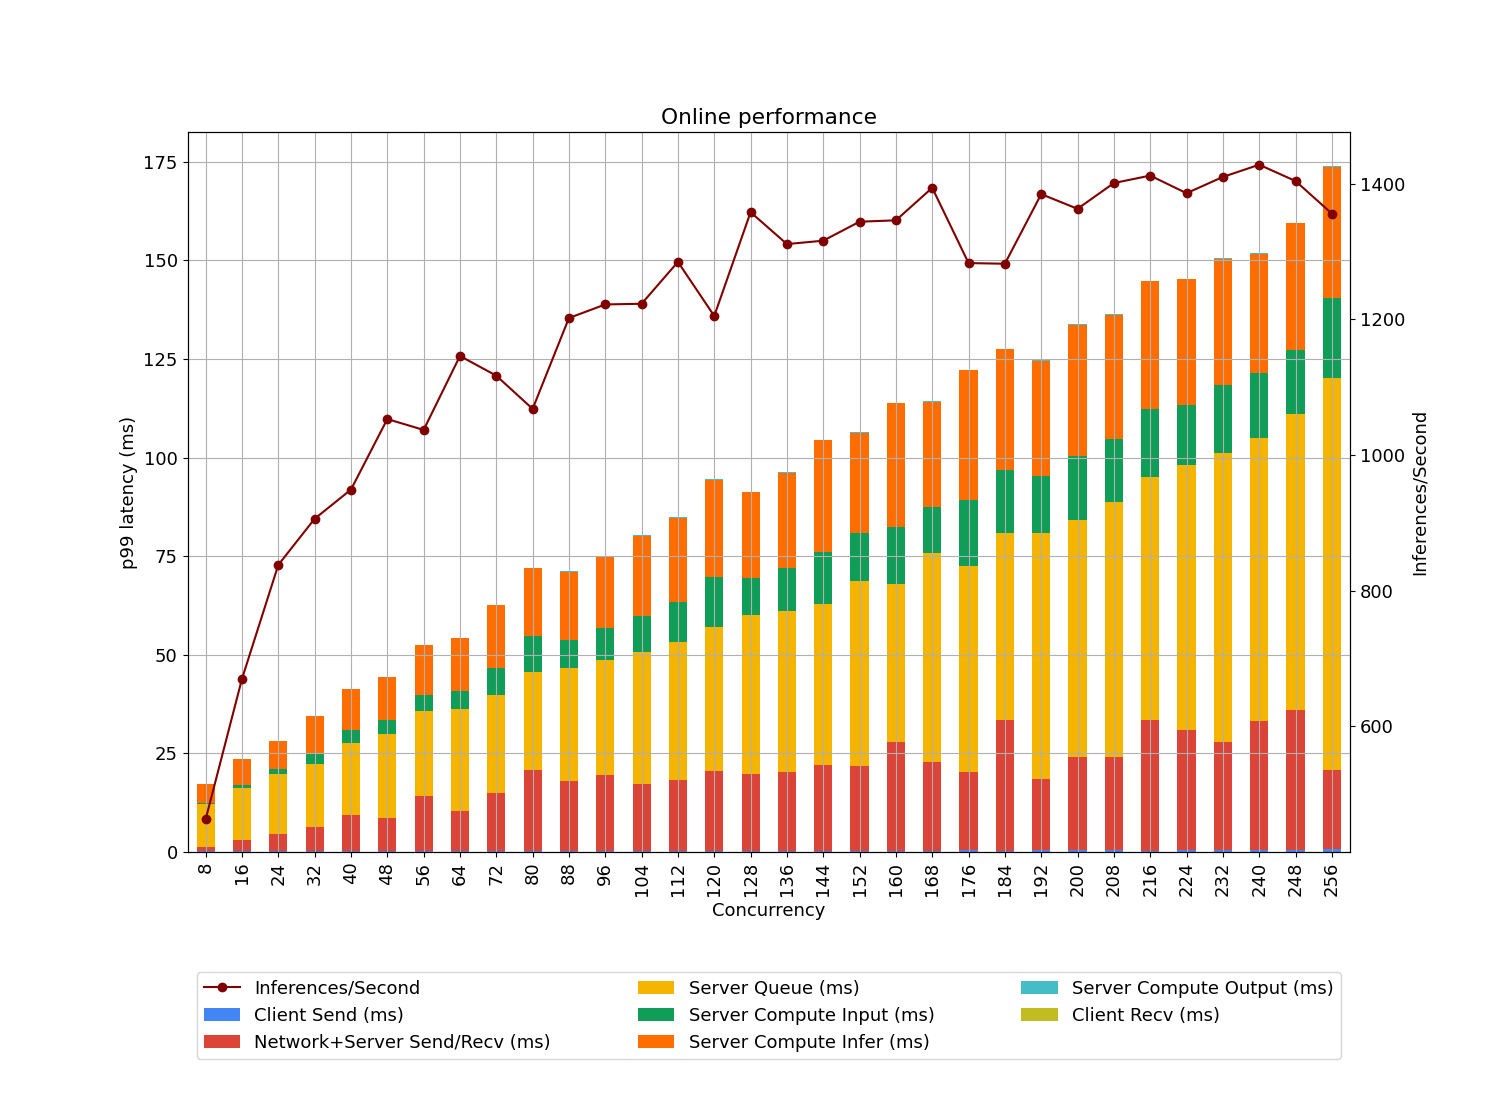 Online performance
175
150
125
100
75
50
25
0
p99 latency (ms)
1400
1200
1000
800
600
Inferences/Second
8 16 24 32 40 48 56 64 72 80 88 96 104 112 120 128 136 144 152 160 168 176 184 192 200 208 216 224 232 240 248 256
Concurrency
Inferences/Second
Client Send (ms)
Network+Server Send/Recv (ms)
Server Queue (ms)
Server Compute Input (ms)
Server Compute Infer (ms)
Server Compute Output (ms)
Client Recv (ms)